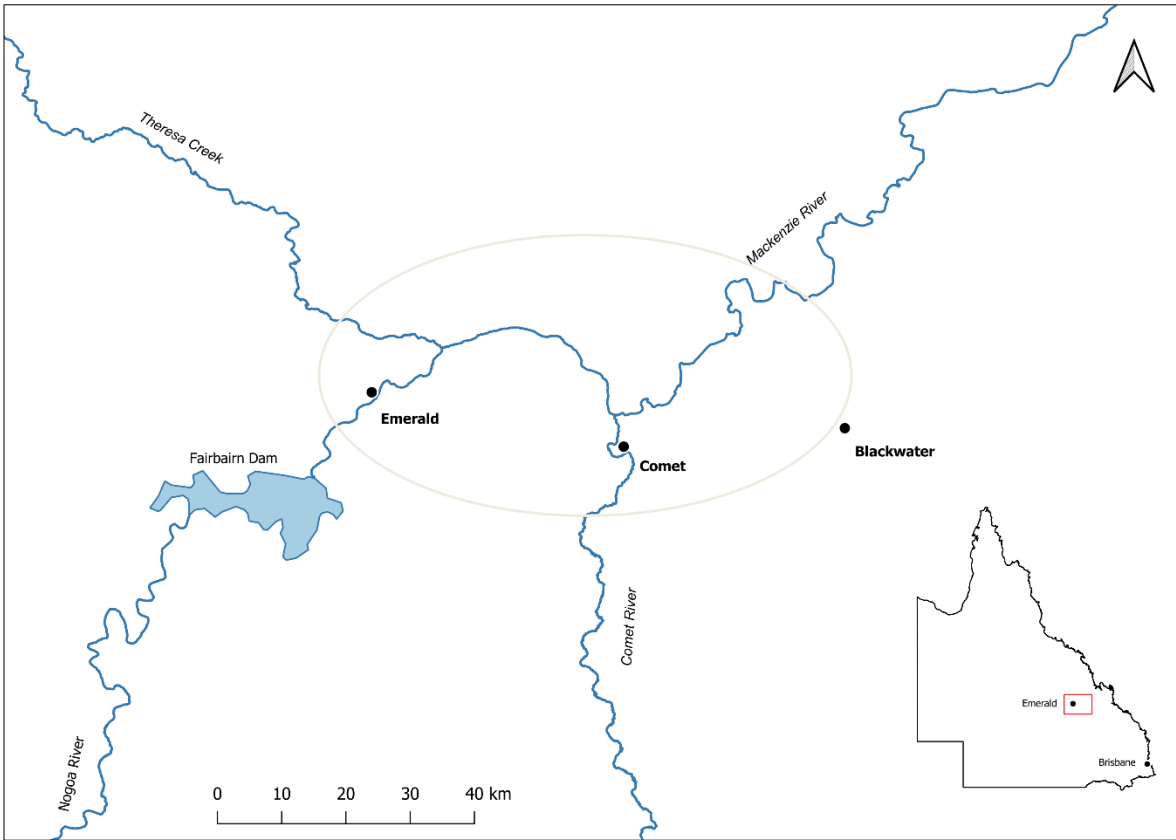 Theresa Creek
Mackenzie River
Emerald
Fairbairn Dam
Comet
Blackwater
Comet River
Nogoa River
0 10 20 30 40 km
Emerald
Brisbane